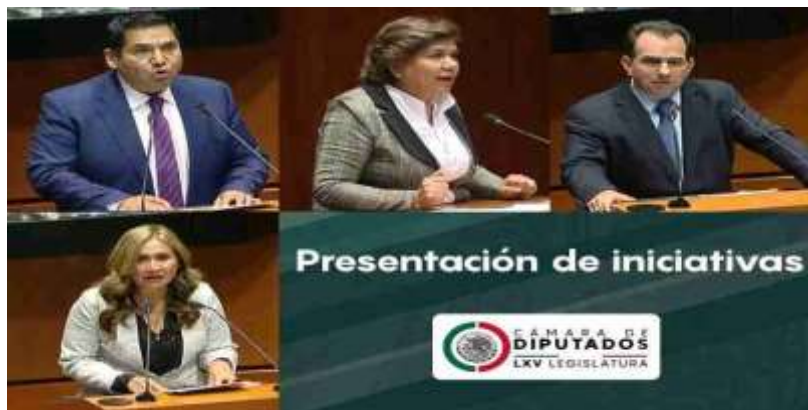 Presentación de iniciativas
CÁMARA DE
DIPUTADOS
LXV LEGISLATURA